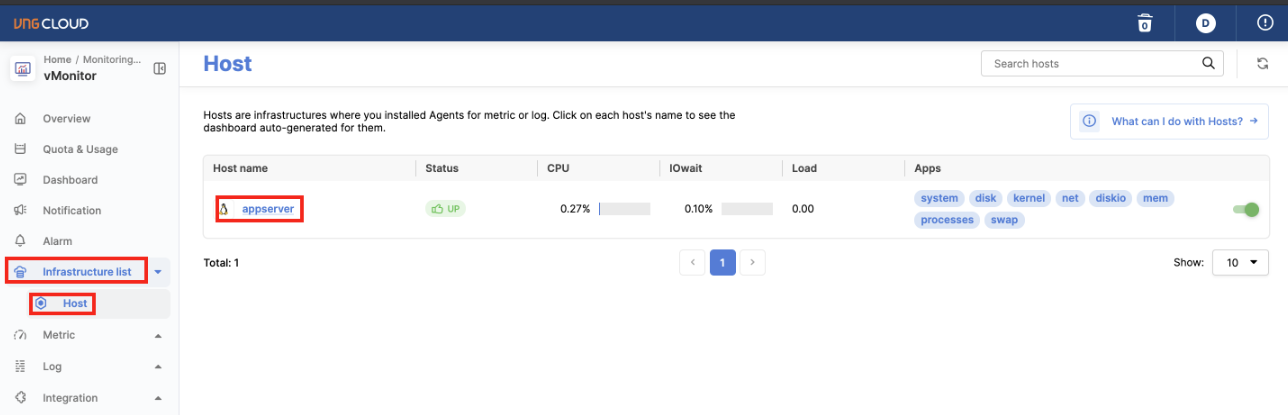 VNG CLOUD
0
D
Home / Monitoring...
vMonitor
Overview
Quota & Usage
Dashboard
Notification
Alarm
Infrastructure list
Host
Metric
Log
Integration
Host
Search hosts
Hosts are infrastructures where you installed Agents for metric or log. Click on each host's name to see the
dashboard auto-generated for them.
What can I do with Hosts?
Host name Status CPU IOwait Load Apps
appserver UP 0.27% 0.10% 0.00
system disk kernel net diskio mem
processes swap
Total: 1
1
Show: 10